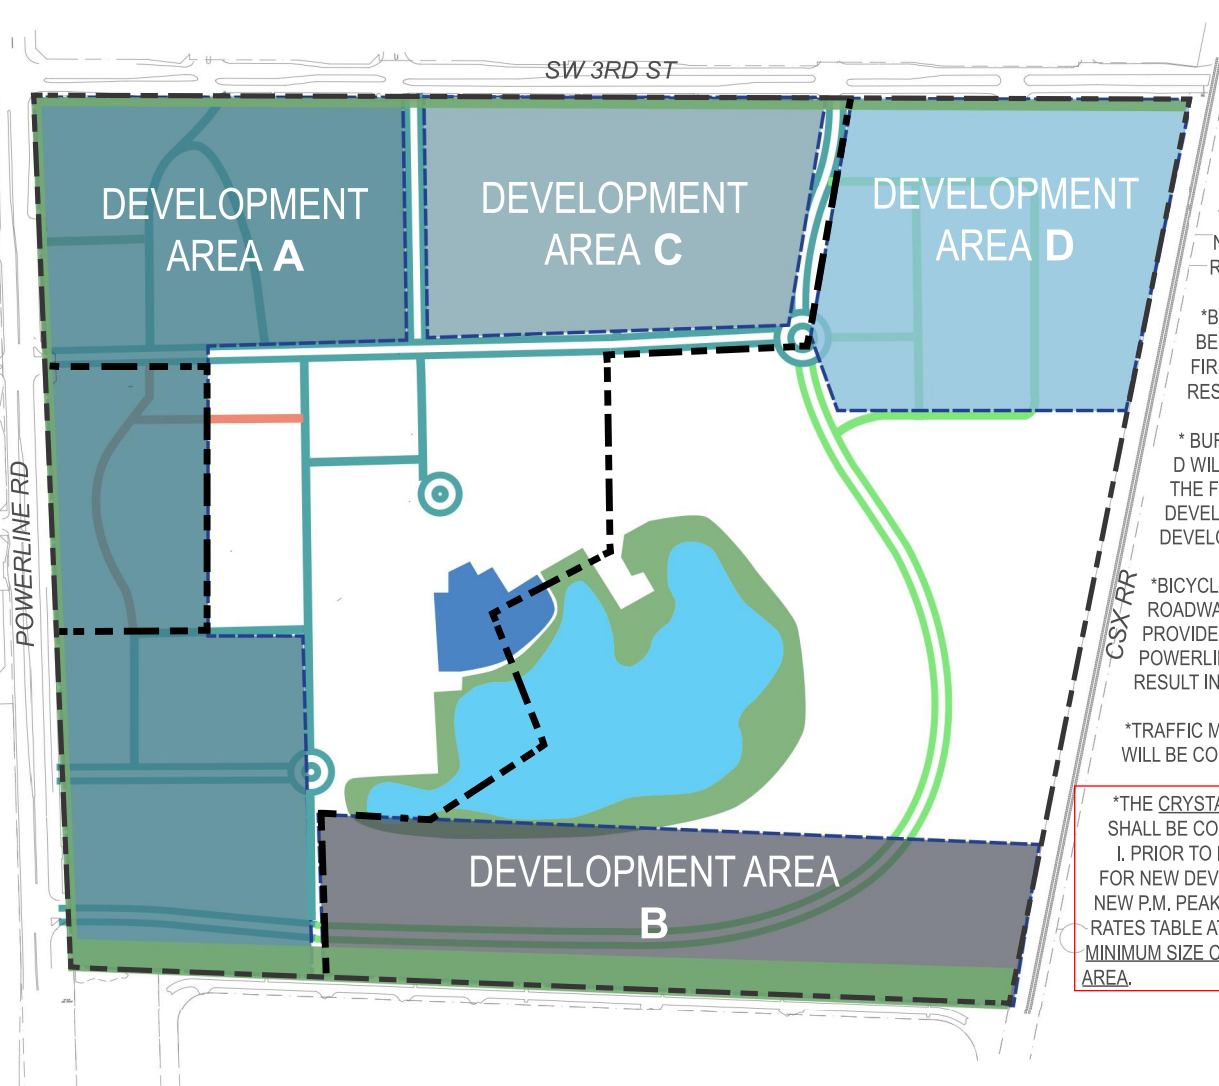 SW 3RD ST
DEVELOPMENT
AREA A
DEVELOPMENT
AREA C
DEVELOPMENT
AREA D
POWERLINE RD
CSX RR
DEVELOPMENT AREA
B
N
R
*B
BE
FIR
RES
* BUF
D WIL
THE F
DEVEL
DEVELO
*BICYCL
ROADWA
PROVIDE
POWERLI
RESULT IN
*TRAFFIC M
WILL BE CO
*THE CRYSTA
SHALL BE CO
I. PRIOR TO
FOR NEW DEV
NEW P.M. PEAK
RATES TABLE AT
MINIMUM SIZE O
AREA.